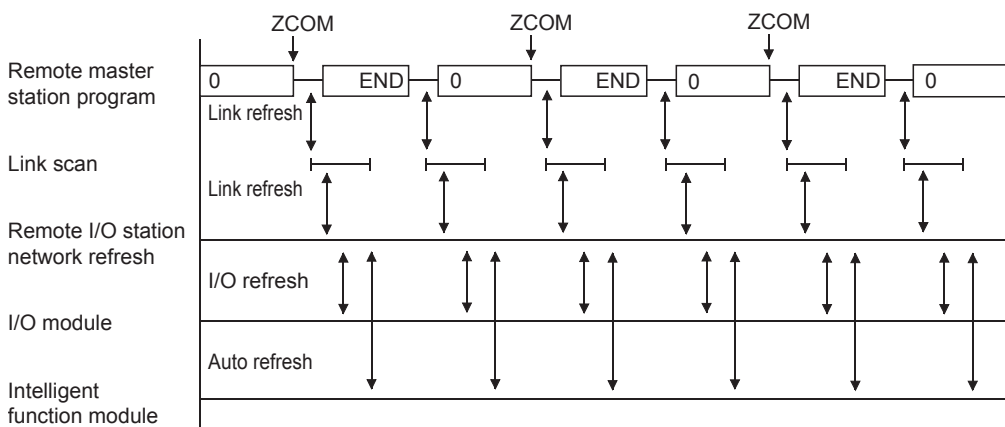 ZCOM ZCOM ZCOM
Remote master
station program
0 END 0 END 0 END 0
Link refresh
Link scan
Link refresh
Remote I/O station
network refresh
I/O refresh
I/O module
Auto refresh
Intelligent
function module